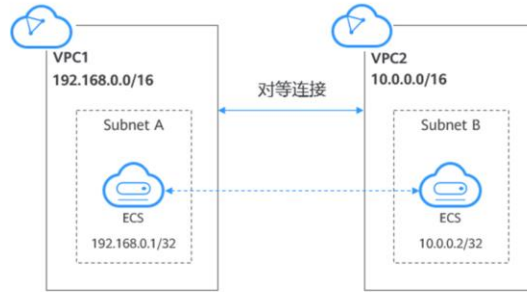 VPC1
192.168.0.0/16
Subnet A
ECS
192.168.0.1/32
对等连接
VPC2
10.0.0.0/16
Subnet B
ECS
10.0.0.2/32